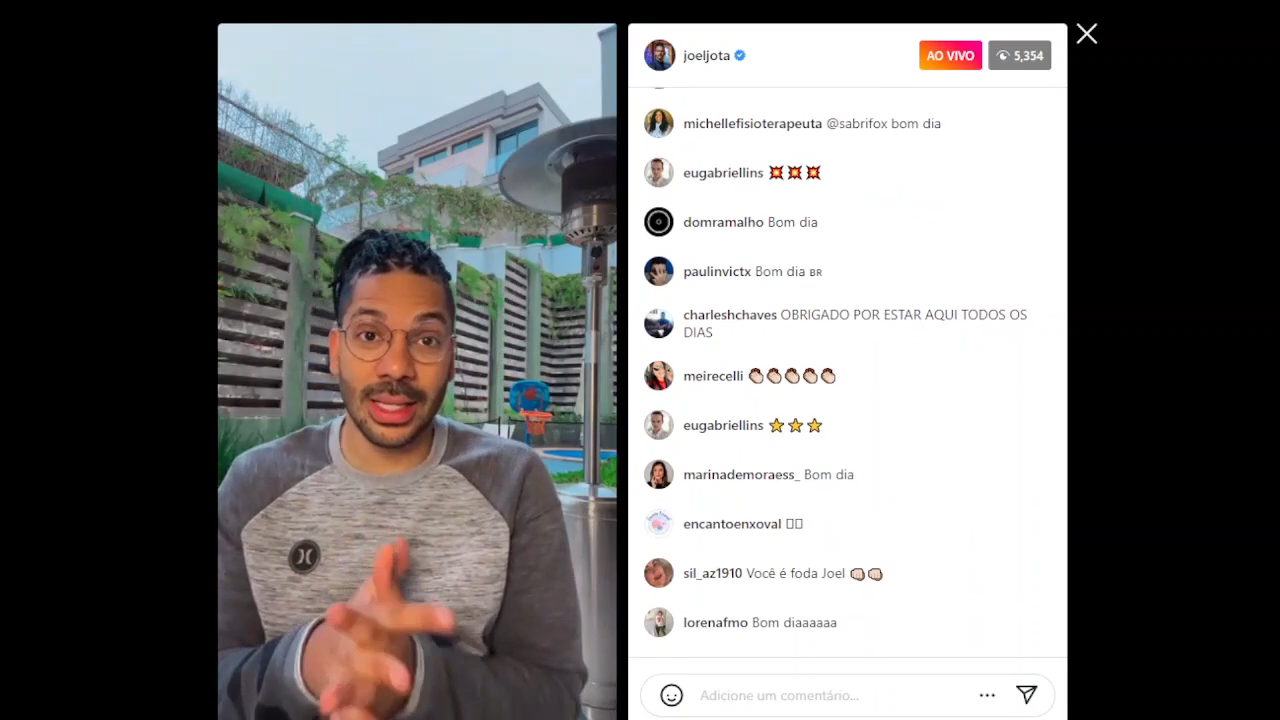 joeljota
AO VIVO
5,354
michellefisioterapeuta @sabrifox bom dia
eugabriellins 💥💥💥
domramalho Bom dia
paulinvictx Bom dia BR
charleshchaves OBRIGADO POR ESTAR AQUI TODOS OS
DIAS
meirecelli 👏🏻👏🏻👏🏻👏🏻👏🏻
eugabriellins ⭐⭐⭐
marinademoraess_ Bom dia
encantoenxoval
sil_az1910 Você é foda Joel 👊🏻👊🏻
lorenafmo Bom diaaaaaa
Adicione um comentário...